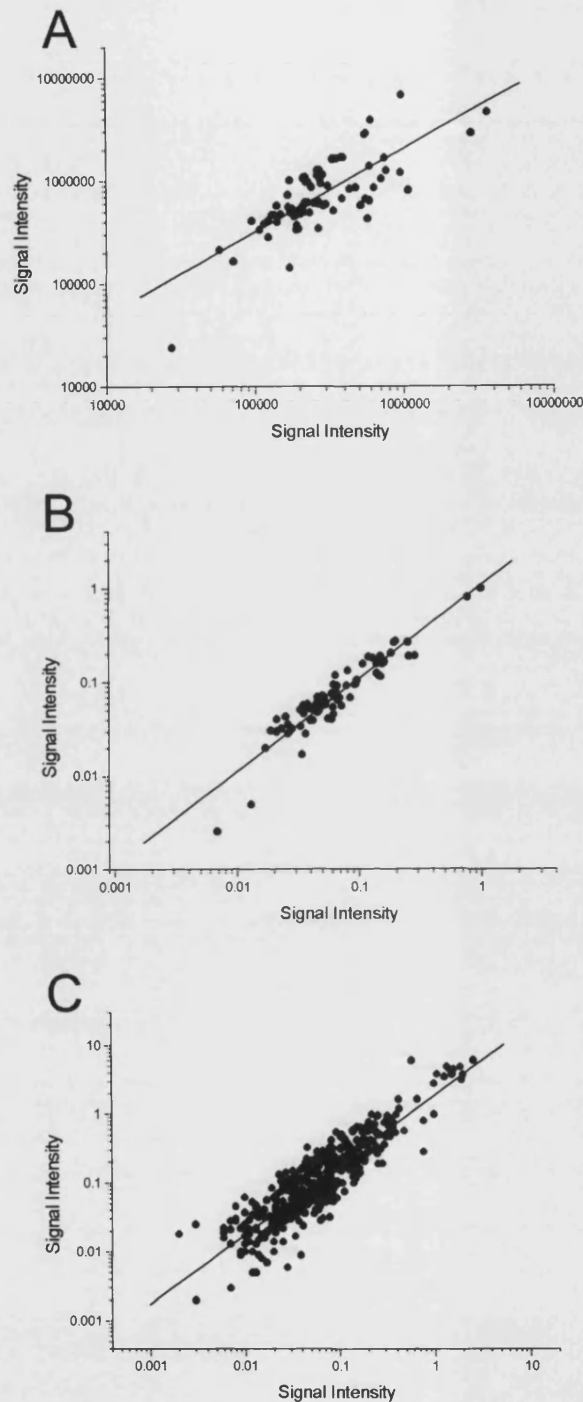 A
10000000
1000000
100000
10000
Signal Intensity
10000 100000 1000000 10000000
Signal Intensity
B
1
0.1
0.01
0.001
Signal Intensity
0.001 0.01 0.1 1
Signal Intensity
C
10
1
0.1
0.01
0.001
Signal Intensity
0.001 0.01 0.1 1 10
Signal Intensity